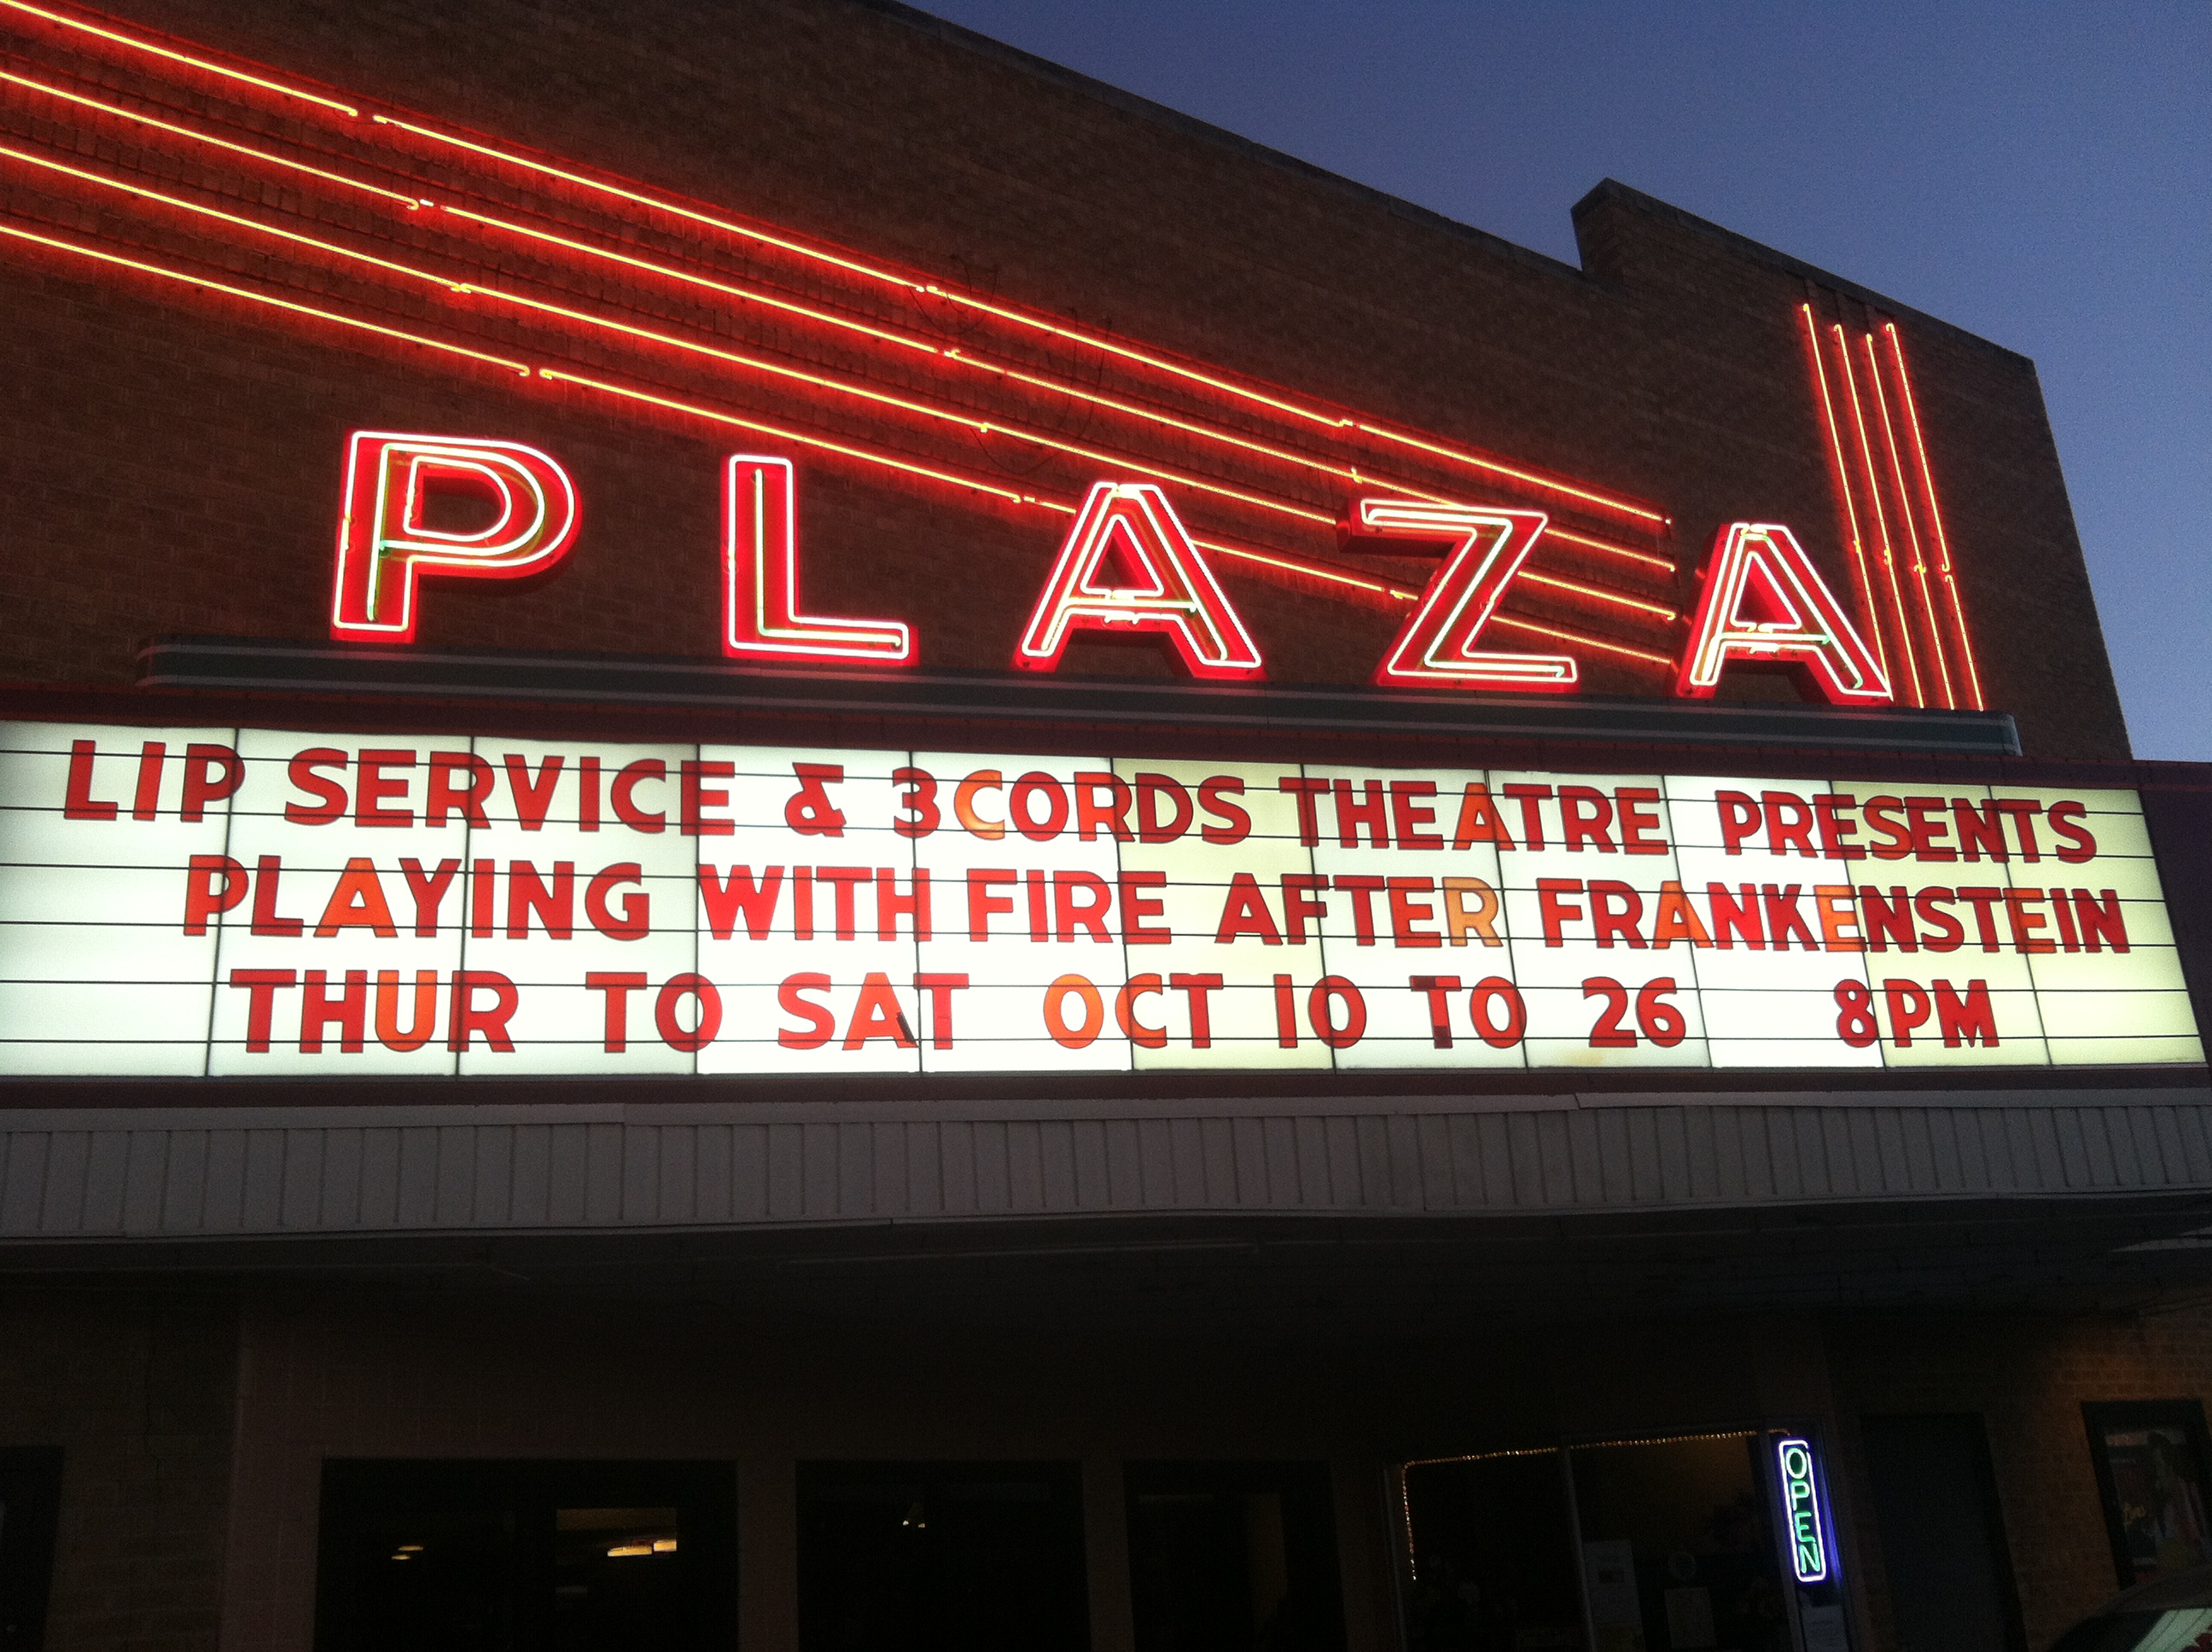 PLAZA
LIP SERVICE & 3CORDS THEATRE PRESENTS
PLAYING WITH FIRE AFTER FRANKENSTEIN
THUR TO SAT OCT 10 TO 26 8PM
OPEN